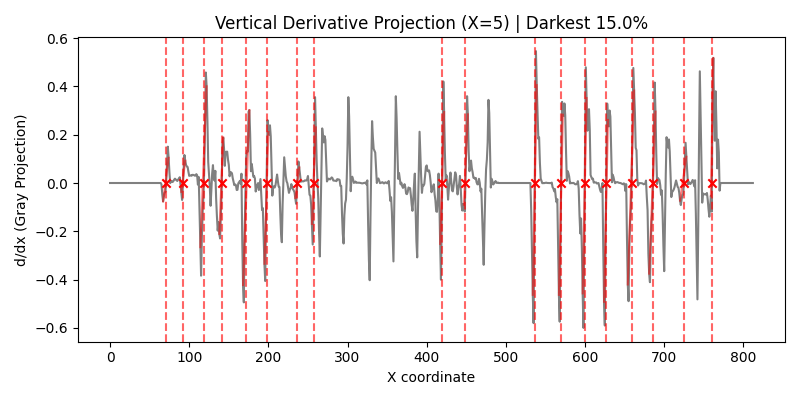 Vertical Derivative Projection (X=5) | Darkest 15.0%
0.6
0.4
0.2
0.0
−0.2
−0.4
−0.6
d/dx (Gray Projection)
0 100 200 300 400 500 600 700 800
X coordinate